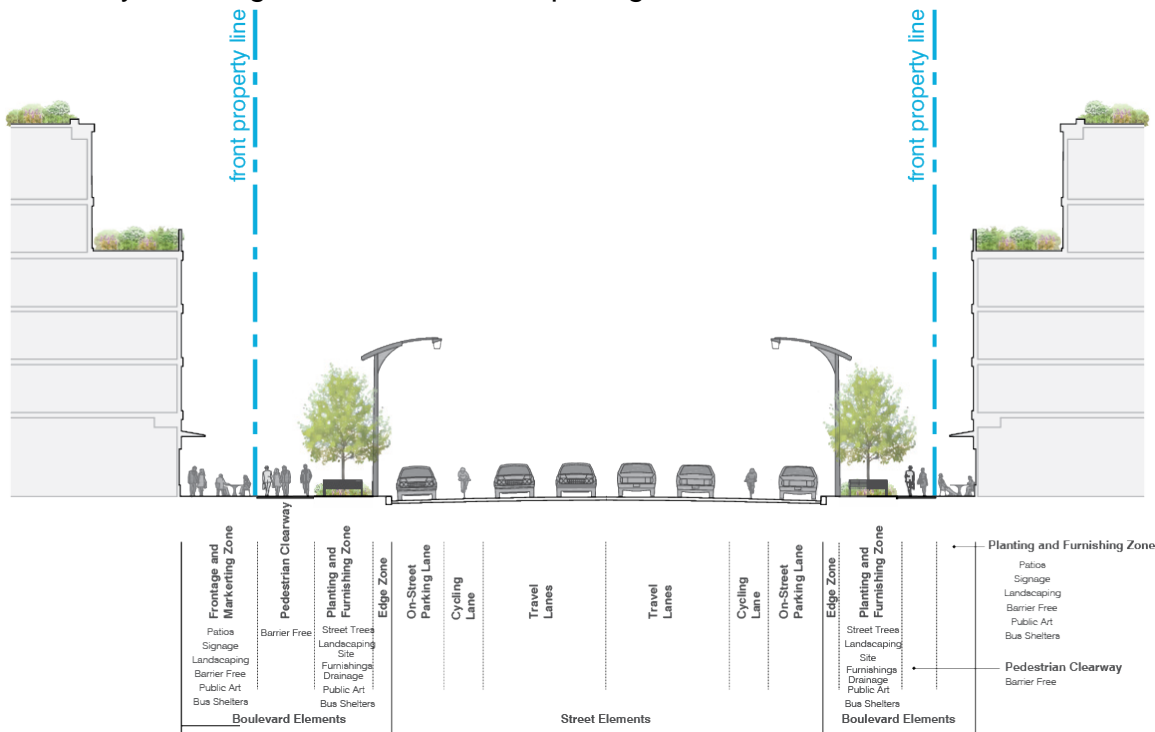 front property line
front property line
Frontage and
Markerting Zone
Patios
Signage
Landscaping
Barrier Free
Public Art
Bus Shelters
Pedestrian Clearway
Barrier Free
Planting and
Furnishing Zone
Street Trees
Landscaping
Site
Furnishings
Drainage
Public Art
Bus Shelters
Edge Zone
On-Street
Parking Lane
Cycling
Lane
Travel
Lanes
Travel
Lanes
Cycling
Lane
On-Street
Parking Lane
Edge Zone
Planting and
Furnishing Zone
Street Trees
Landscaping
Site
Furnishings
Drainage
Public Art
Bus Shelters
Planting and Furnishing Zone
Patios
Signage
Landscaping
Barrier Free
Public Art
Bus Shelters
Pedestrian Clearway
Barrier Free
Boulevard Elements
Street Elements
Boulevard Elements